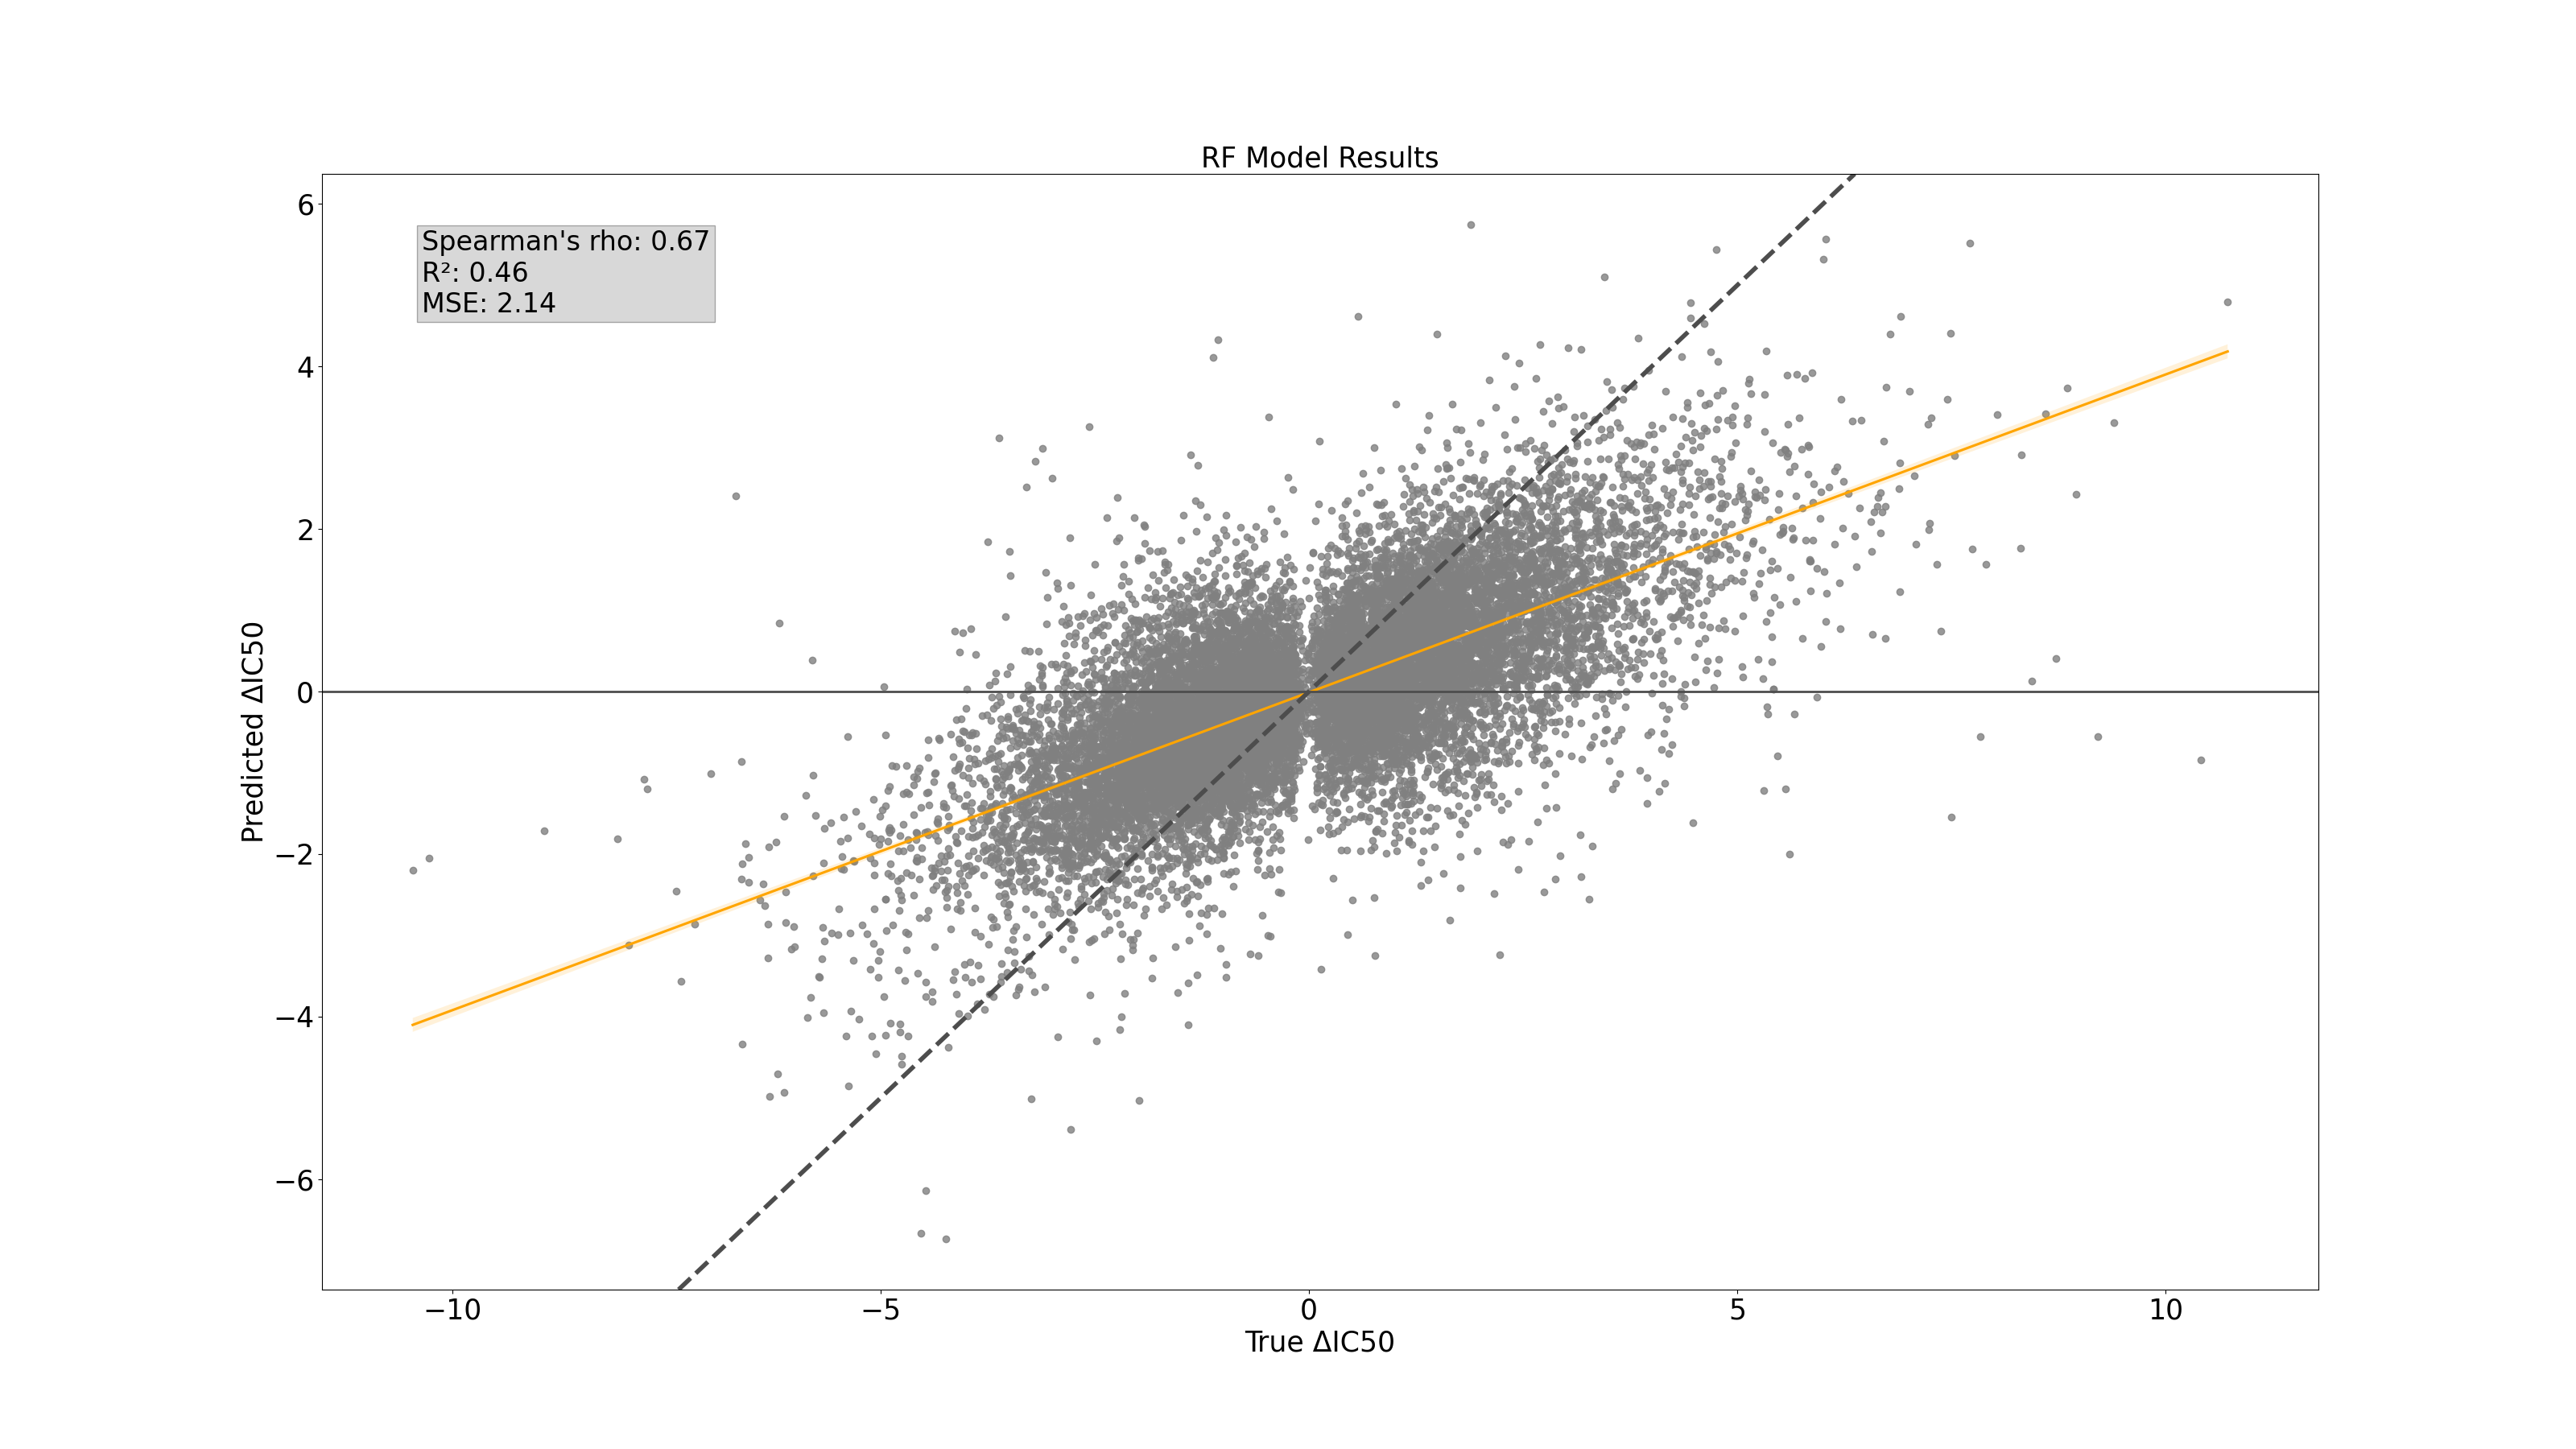 RF Model Results
Spearman's rho: 0.67
R²: 0.46
MSE: 2.14
6
4
2
0
−2
−4
−6
Predicted ΔIC50
−10
−5
0
5
10
True ΔIC50